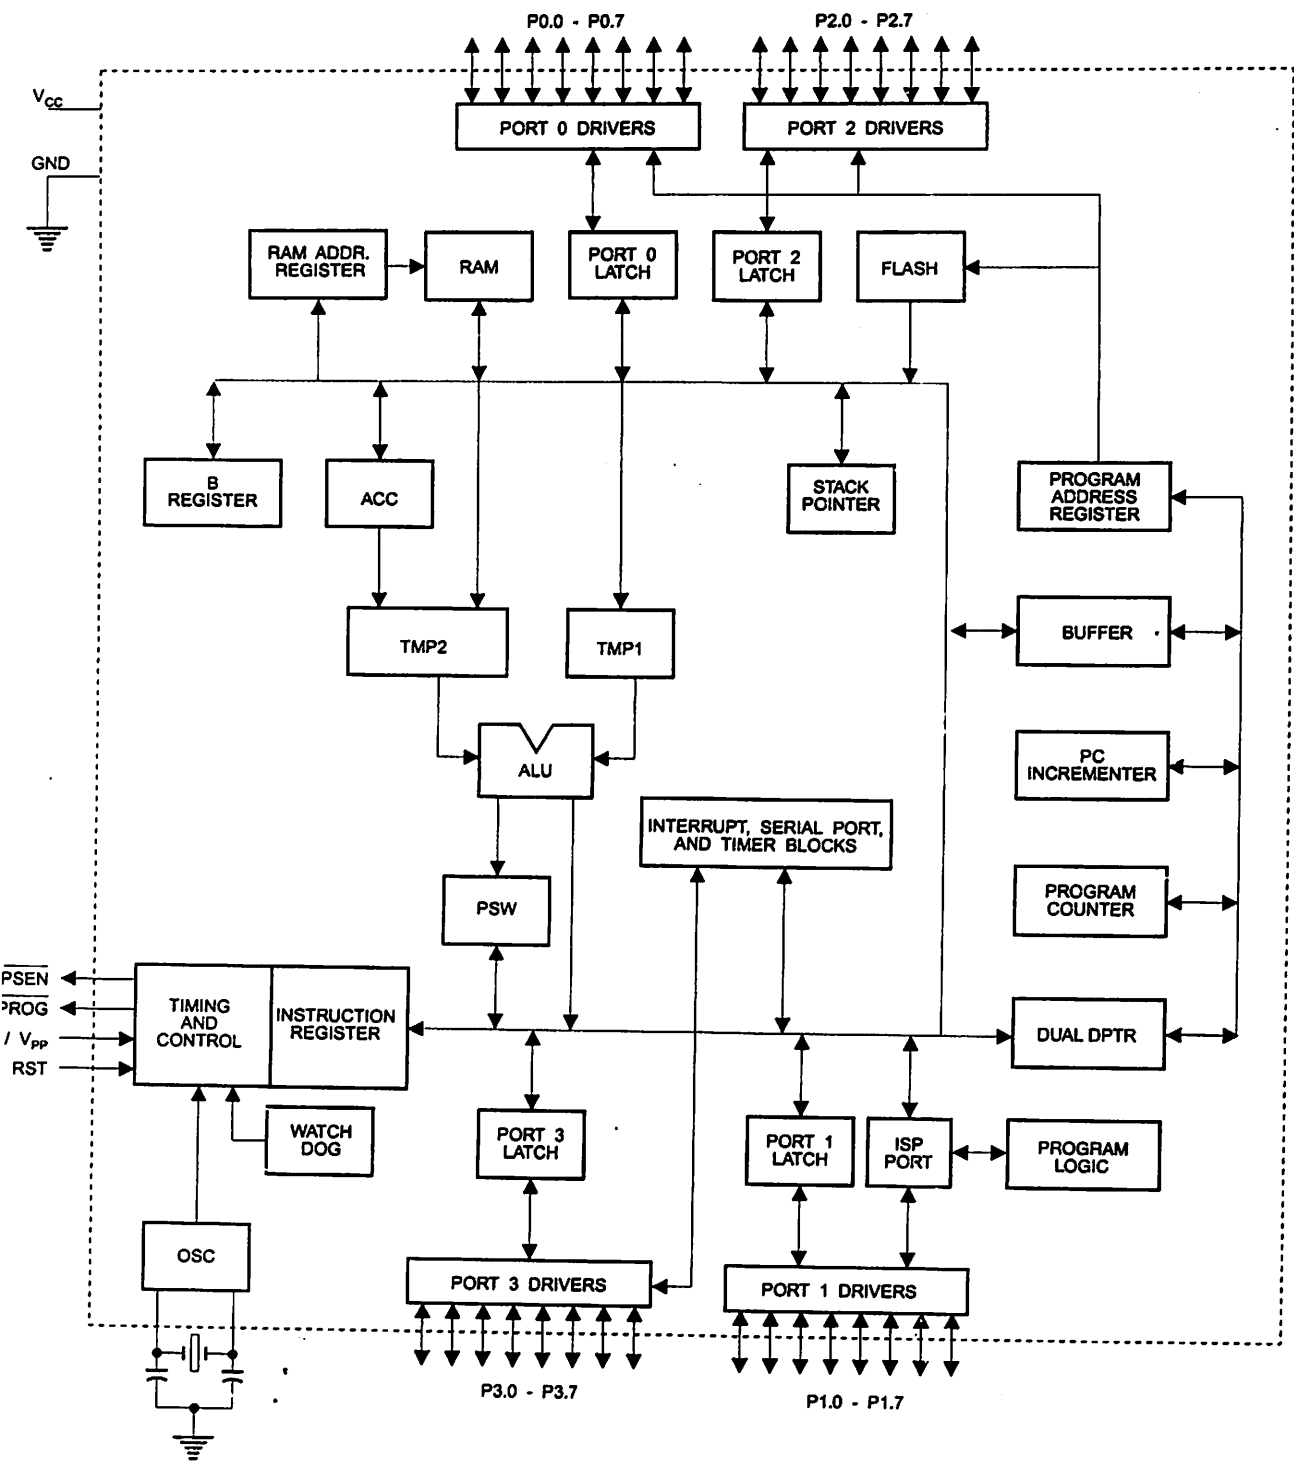 P0.0 - P0.7
P2.0 - P2.7
VCC
GND
PORT 0 DRIVERS
PORT 2 DRIVERS
RAM ADDR.
REGISTER
RAM
PORT 0
LATCH
PORT 2
LATCH
FLASH
B
REGISTER
ACC
STACK
POINTER
PROGRAM
ADDRESS
REGISTER
TMP2
TMP1
BUFFER
ALU
PC
INCREMENTER
INTERRUPT, SERIAL PORT,
AND TIMER BLOCKS
PSW
PROGRAM
COUNTER
PSEN
PROG
/ VPP
RST
TIMING
AND
CONTROL
INSTRUCTION
REGISTER
DUAL DPTR
WATCH
DOG
PORT 3
LATCH
PORT 1
LATCH
ISP
PORT
PROGRAM
LOGIC
OSC
PORT 3 DRIVERS
PORT 1 DRIVERS
P3.0 - P3.7
P1.0 - P1.7